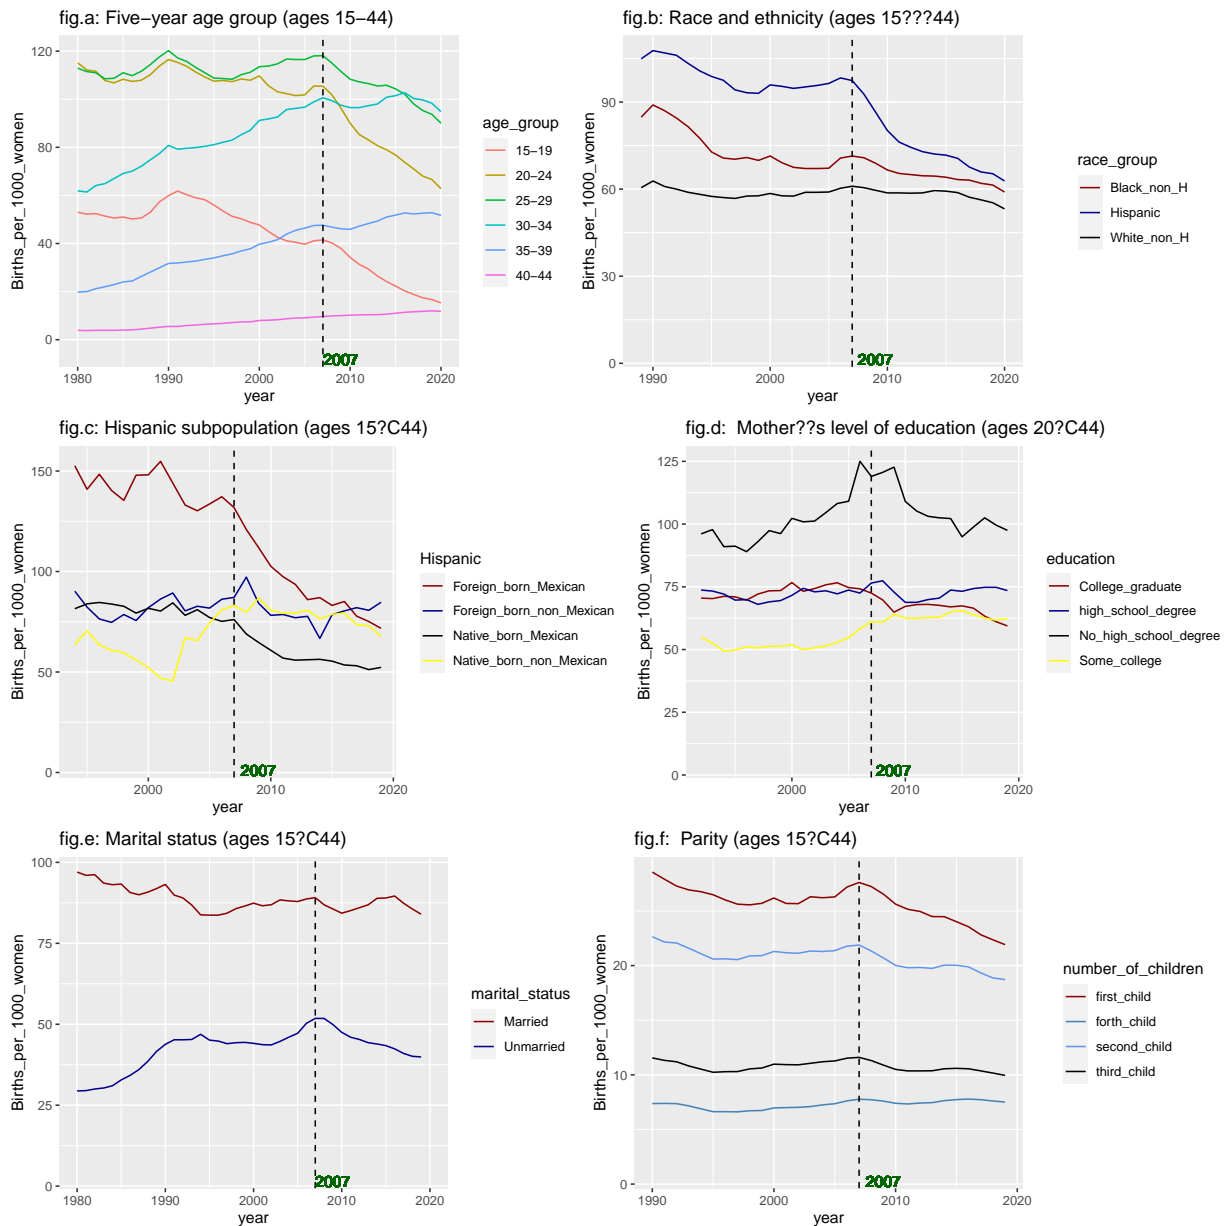 fig.a: Five−year age group (ages 15−44)
Births_per_1000_women
120
80
40
0
1980
1990
2000
2010
2020
year
2007
age_group
15−19
20−24
25−29
30−34
35−39
40−44
fig.b: Race and ethnicity (ages 15???44)
Births_per_1000_women
90
60
30
0
1990
2000
2010
2020
year
2007
race_group
Black_non_H
Hispanic
White_non_H
fig.c: Hispanic subpopulation (ages 15?C44)
Births_per_1000_women
150
100
50
0
2000
2010
2020
year
2007
Hispanic
Foreign_born_Mexican
Foreign_born_non_Mexican
Native_born_Mexican
Native_born_non_Mexican
fig.d:  Mother??s level of education (ages 20?C44)
Births_per_1000_women
125
100
75
50
25
0
2000
2010
2020
year
2007
education
College_graduate
high_school_degree
No_high_school_degree
Some_college
fig.e: Marital status (ages 15?C44)
Births_per_1000_women
100
75
50
25
0
1980
1990
2000
2010
2020
year
2007
marital_status
Married
Unmarried
fig.f:  Parity (ages 15?C44)
Births_per_1000_women
20
10
0
1990
2000
2010
2020
year
2007
number_of_children
first_child
forth_child
second_child
third_child